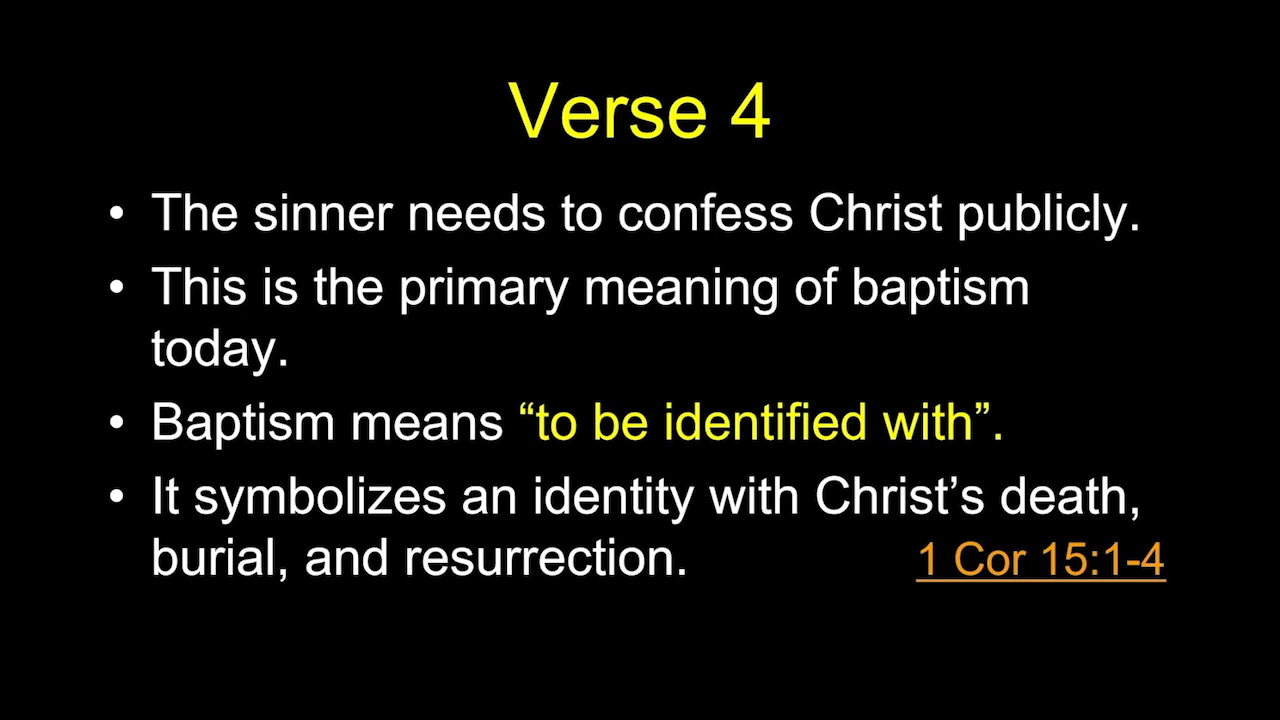 Verse 4
• The sinner needs to confess Christ publicly.
• This is the primary meaning of baptism
today.
• Baptism means “to be identified with”.
• It symbolizes an identity with Christ’s death,
burial, and resurrection. 1 Cor 15:1-4